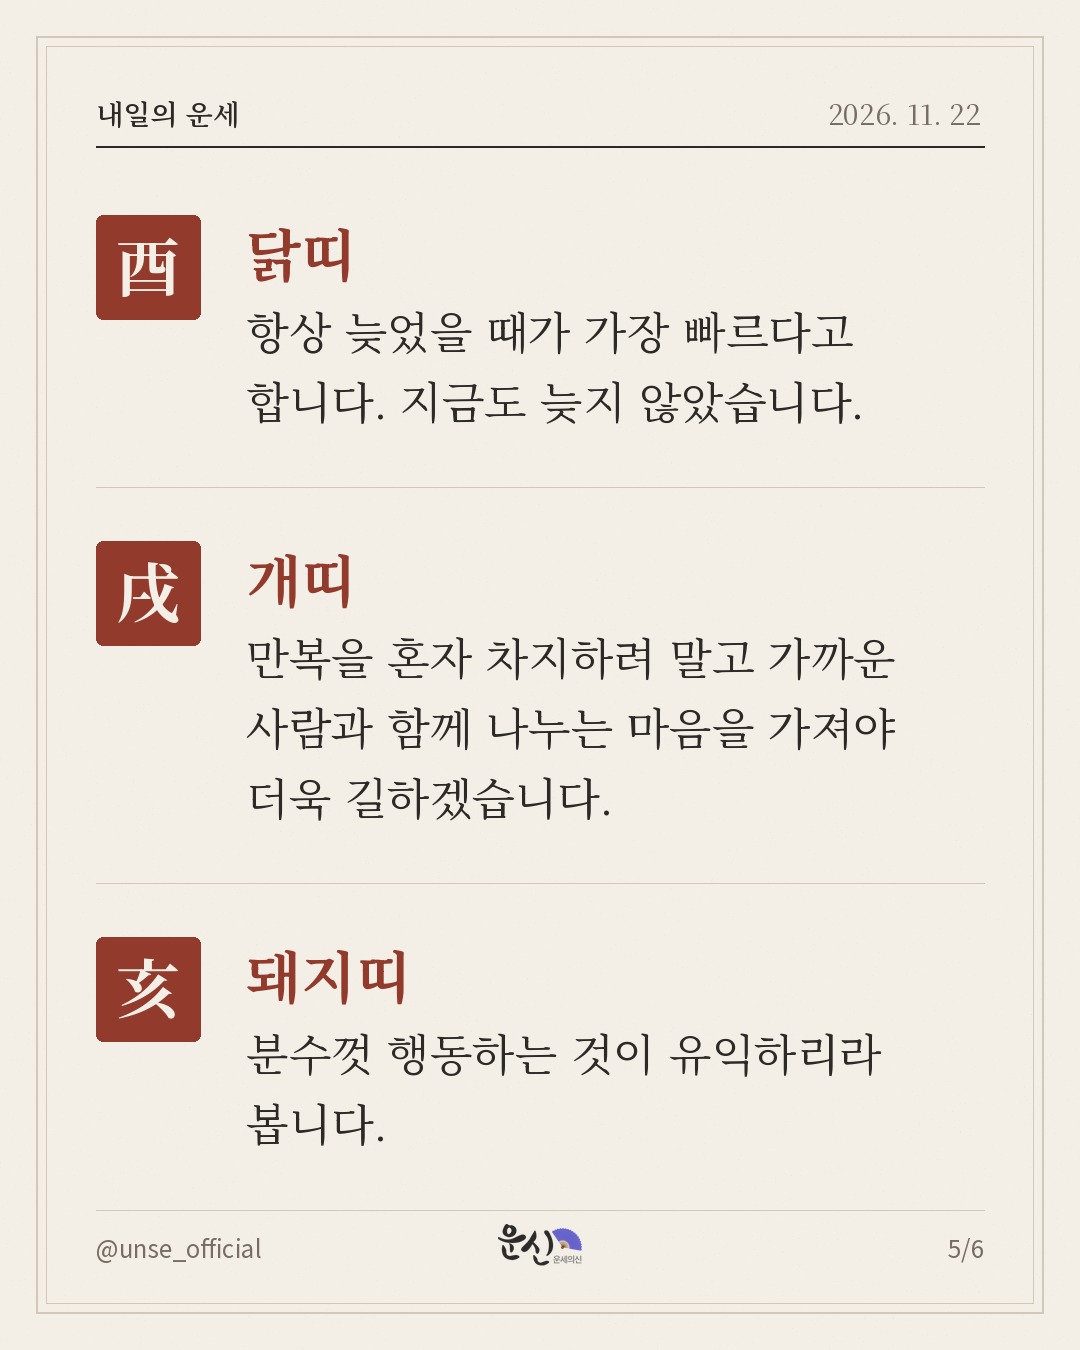 내일의 운세
2026. 11. 22
酉
닭띠
항상 늦었을 때가 가장 빠르다고
합니다. 지금도 늦지 않았습니다.
戌
개띠
만복을 혼자 차지하려 말고 가까운
사람과 함께 나누는 마음을 가져야
더욱 길하겠습니다.
亥
돼지띠
분수껏 행동하는 것이 유익하리라
봅니다.
@unse_official
운신
운세의신
5/6